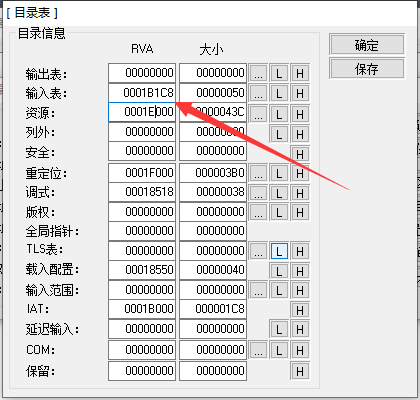 [ 目录表 ]
目录信息
RVA 大小
确定
保存
输出表: 00000000 00000000 ... L H
输入表: 0001B1C8 00000050 ... L H
资源: 0001E000 0000043C ... L H
列外: 00000000 00000000 L H
安全: 00000000 00000000 H
重定位: 0001F000 000003B0 ... L H
调式: 00018518 00000038 ... L H
版权: 00000000 00000000 ... L H
全局指针: 00000000 00000000 H
TLS表: 00000000 00000000 ... L H
载入配置: 00018550 00000040 L H
输入范围: 00000000 00000000 ... L H
IAT: 0001B000 000001C8 H
延迟输入: 00000000 00000000 L H
COM: 00000000 00000000 ... L H
保留: 00000000 00000000 H